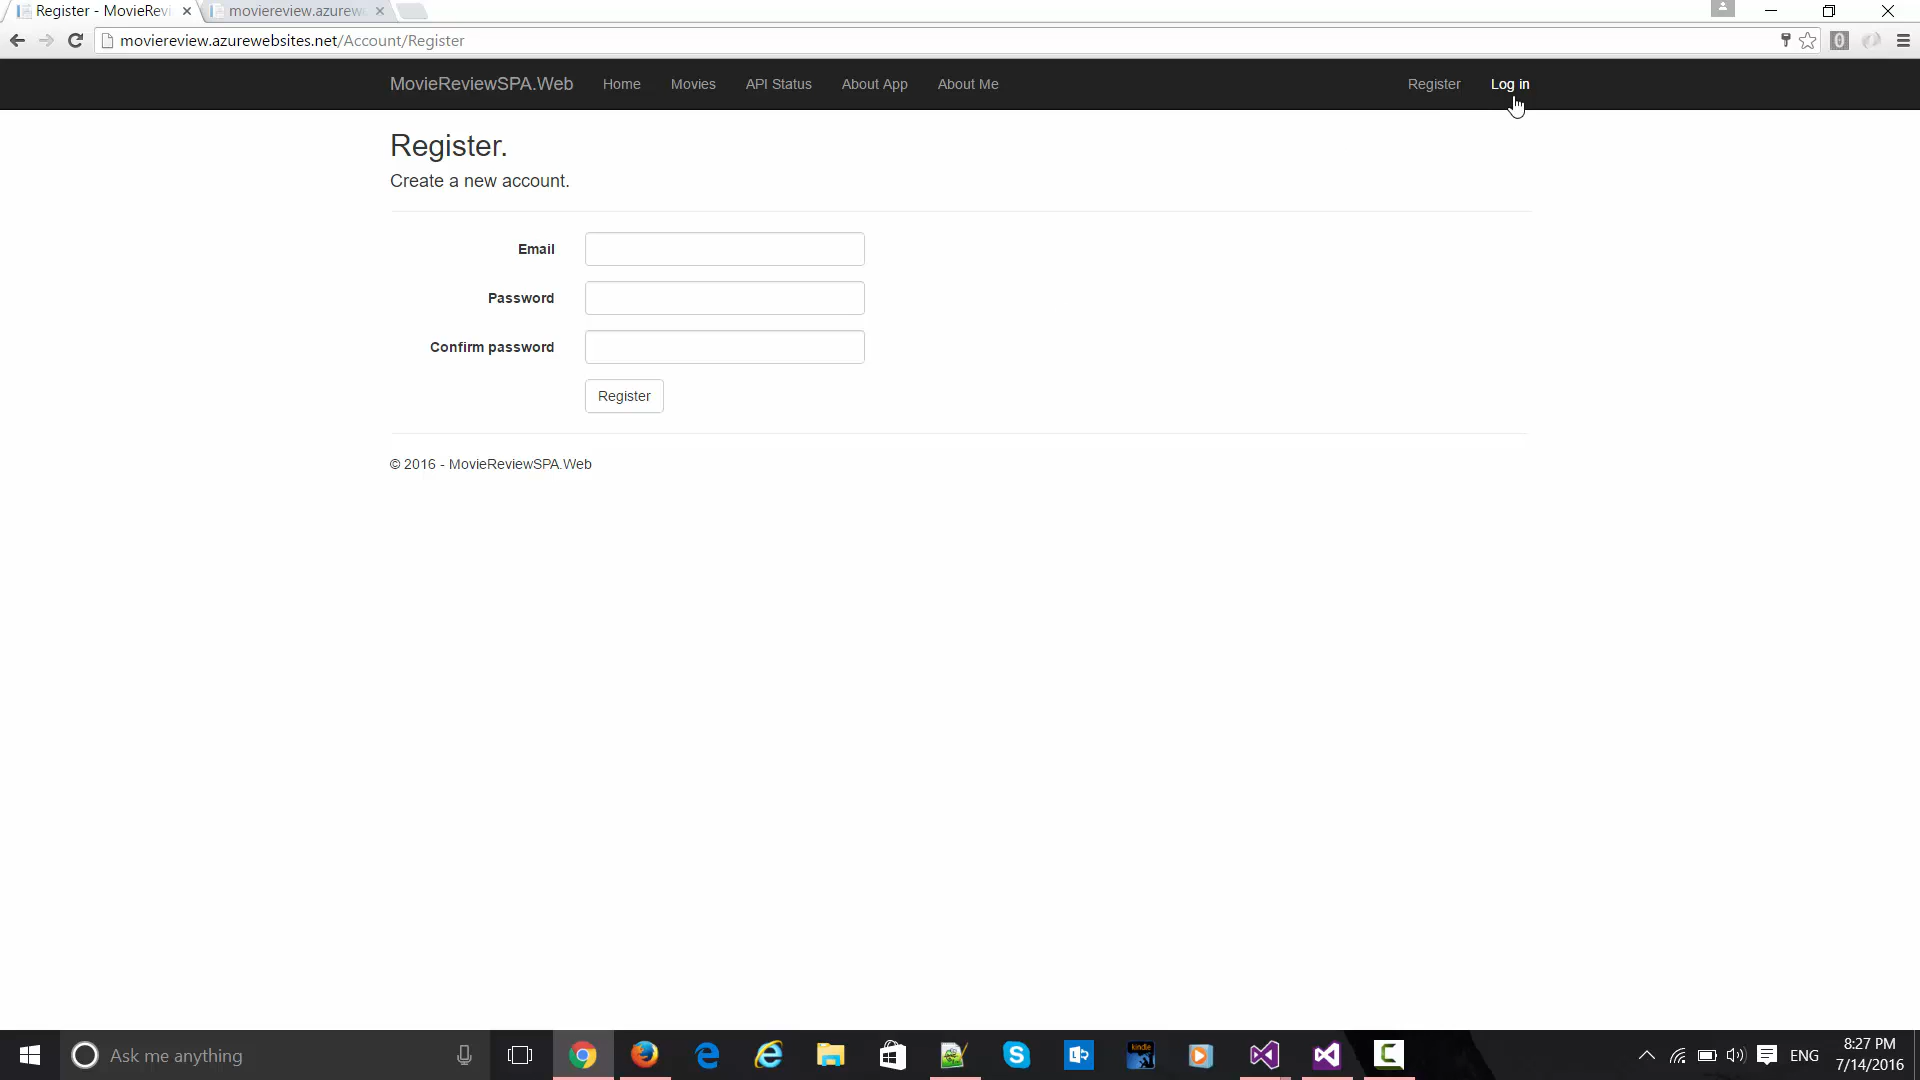 Register - MovieRevi
moviereview.azurew
moviereview.azurewebsites.net/Account/Register
MovieReviewSPA.Web Home Movies API Status About App About Me Register Log in
Register.
Create a new account.
Email
Password
Confirm password
Register
© 2016 - MovieReviewSPA.Web
Ask me anything
kindle
ENG
8:27 PM
7/14/2016